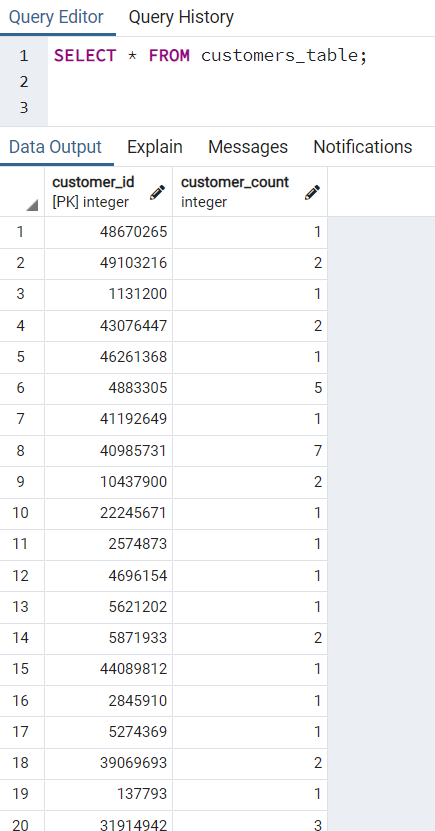 Query Editor Query History
1 SELECT * FROM customers_table;
2
3
Data Output Explain Messages Notifications
customer_id customer_count
[PK] integer integer
1 48670265 1
2 49103216 2
3 1131200 1
4 43076447 2
5 46261368 1
6 4883305 5
7 41192649 1
8 40985731 7
9 10437900 2
10 22245671 1
11 2574873 1
12 4696154 1
13 5621202 1
14 5871933 2
15 44089812 1
16 2845910 1
17 5274369 1
18 39069693 2
19 137793 1
20 31914942 3